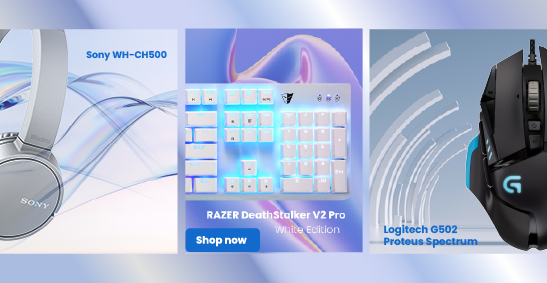 Sony WH-CH500
SONY
RAZER DeathStalker V2 Pro
White Edition
Shop now
Logitech G502
Proteus Spectrum